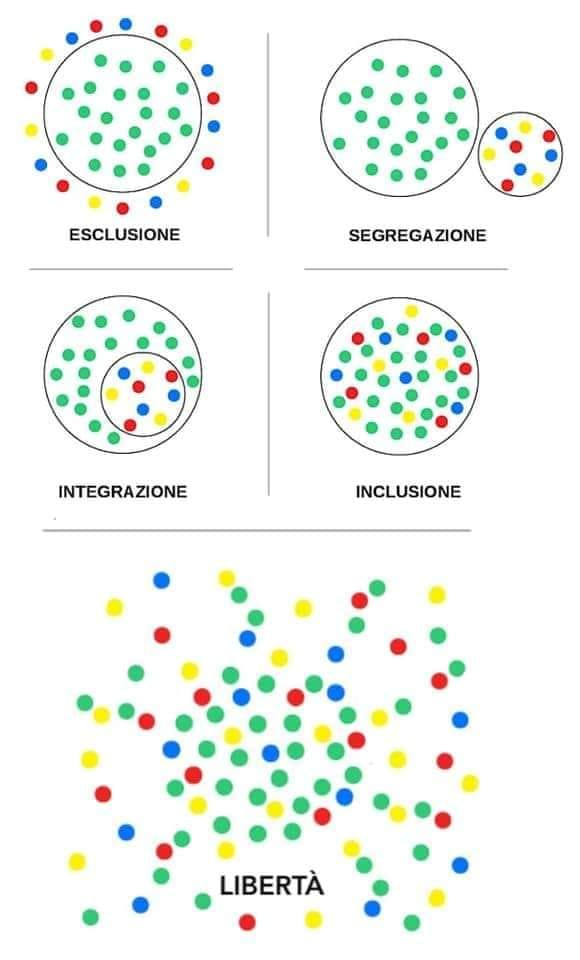 ESCLUSIONE
SEGREGAZIONE
INTEGRAZIONE
INCLUSIONE
LIBERTÀ